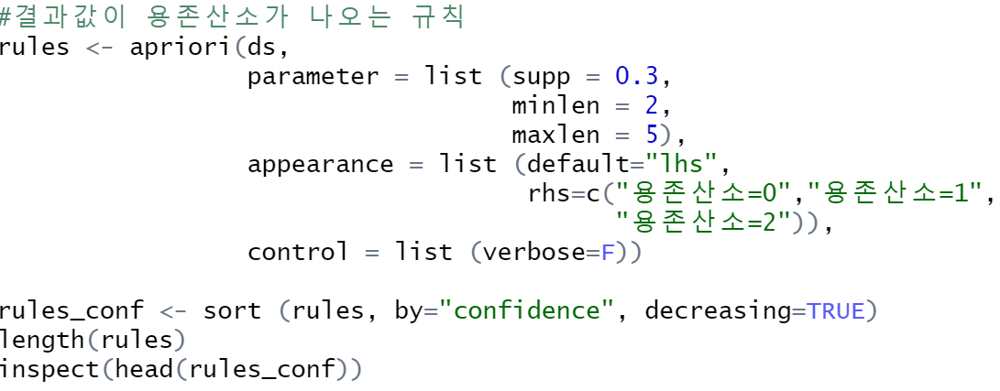 #결과값이 용존산소가 나오는 규칙
rules <- apriori(ds,
parameter = list (supp = 0.3,
minlen = 2,
maxlen = 5),
appearance = list (default="lhs",
rhs=c("용존산소=0","용존산소=1",
"용존산소=2")),
control = list (verbose=F))
rules_conf <- sort (rules, by="confidence", decreasing=TRUE)
length(rules)
inspect(head(rules_conf))